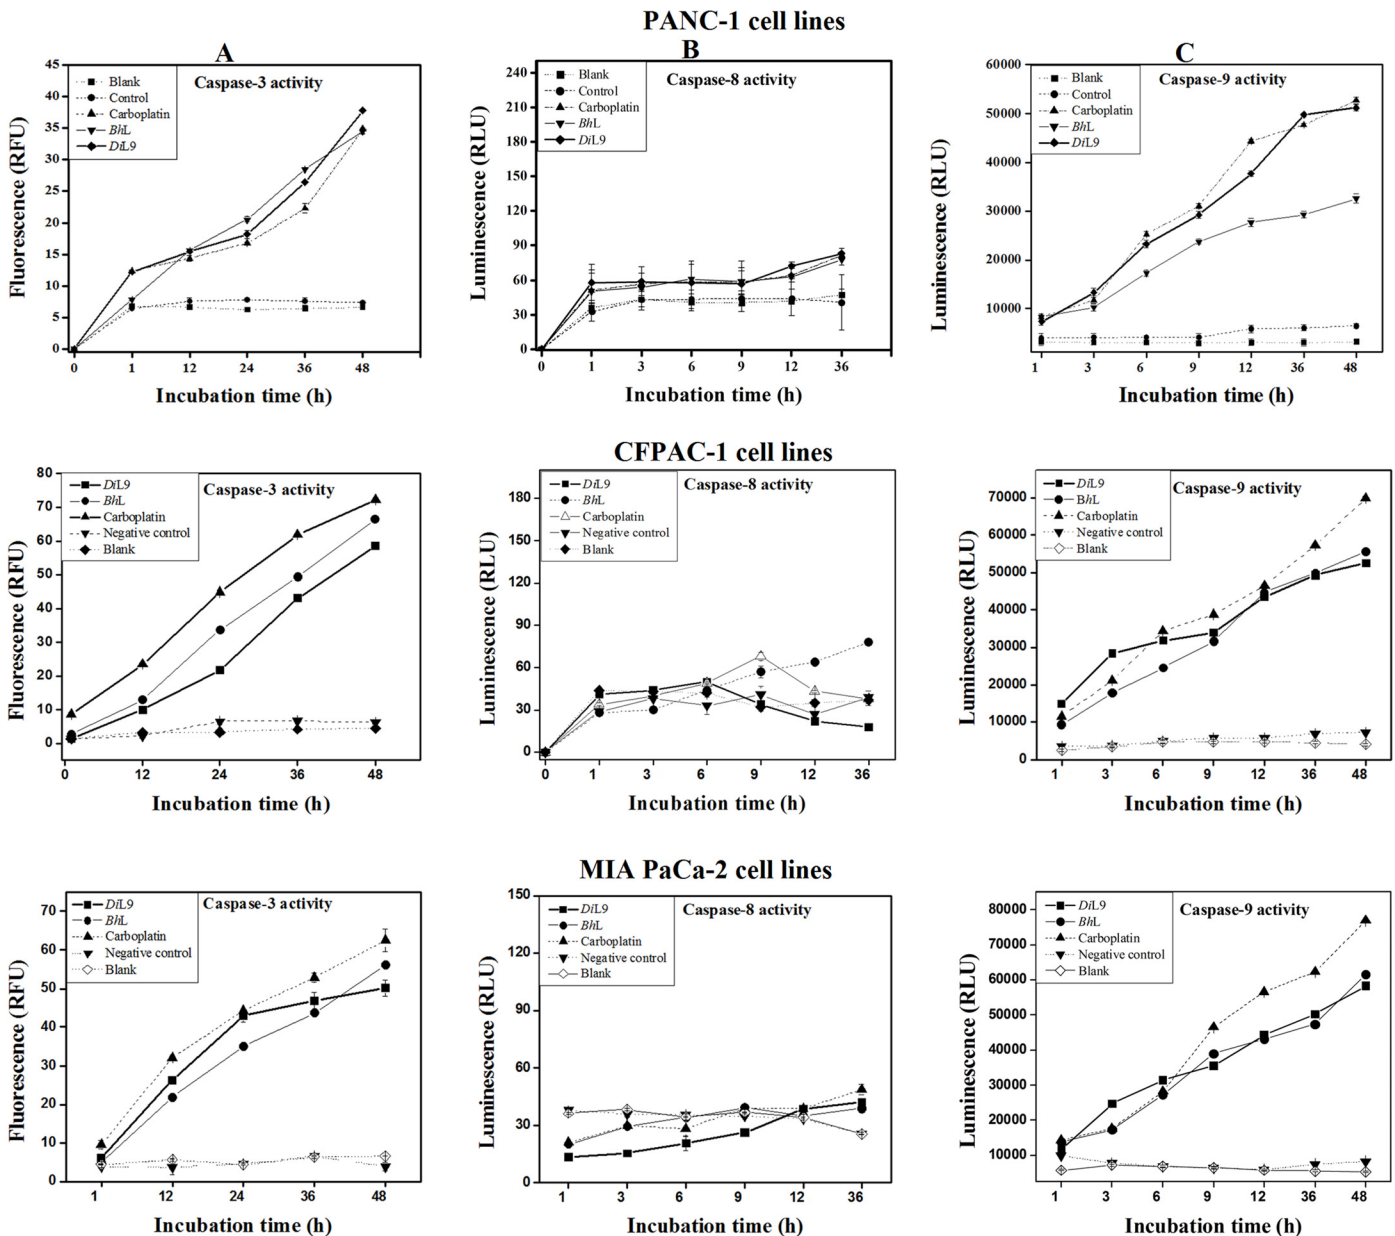 PANC-1 cell lines
A
B
C
Caspase-3 activity
Blank
Control
Carboplatin
BhL
DiL9
Fluorescence (RFU)
45
40
35
30
25
20
15
10
5
0
0 1 12 24 36 48
Incubation time (h)
Caspase-8 activity
Blank
Control
Carboplatin
BhL
DiL9
Luminescence (RLU)
240
210
180
150
120
90
60
30
0
0 1 3 6 9 12 36
Incubation time (h)
Caspase-9 activity
Blank
Control
Carboplatin
BhL
DiL9
Luminescence (RLU)
60000
50000
40000
30000
20000
10000
1 3 6 9 12 36 48
Incubation time (h)
CFPAC-1 cell lines
Caspase-3 activity
DiL9
BhL
Carboplatin
Negative control
Blank
Fluorescence (RFU)
80
70
60
50
40
30
20
10
0
0 12 24 36 48
Incubation time (h)
Caspase-8 activity
DiL9
BhL
Carboplatin
Negative control
Blank
Luminescence (RLU)
180
150
120
90
60
30
0
0 1 3 6 9 12 36
Incubation time (h)
Caspase-9 activity
DiL9
BhL
Carboplatin
Negative control
Blank
Luminescence (RLU)
70000
60000
50000
40000
30000
20000
10000
0
1 3 6 9 12 36 48
Incubation time (h)
MIA PaCa-2 cell lines
Caspase-3 activity
DiL9
BhL
Carboplatin
Negative control
Blank
Fluorescence (RFU)
70
60
50
40
30
20
10
0
1 12 24 36 48
Incubation time (h)
Caspase-8 activity
DiL9
BhL
Carboplatin
Negative control
Blank
Luminescence (RLU)
150
120
90
60
30
0
1 3 6 9 12 36
Incubation time (h)
Caspase-9 activity
DiL9
BhL
Carboplatin
Negative control
Blank
Luminescence (RLU)
80000
70000
60000
50000
40000
30000
20000
10000
1 3 6 9 12 36 48
Incubation time (h)